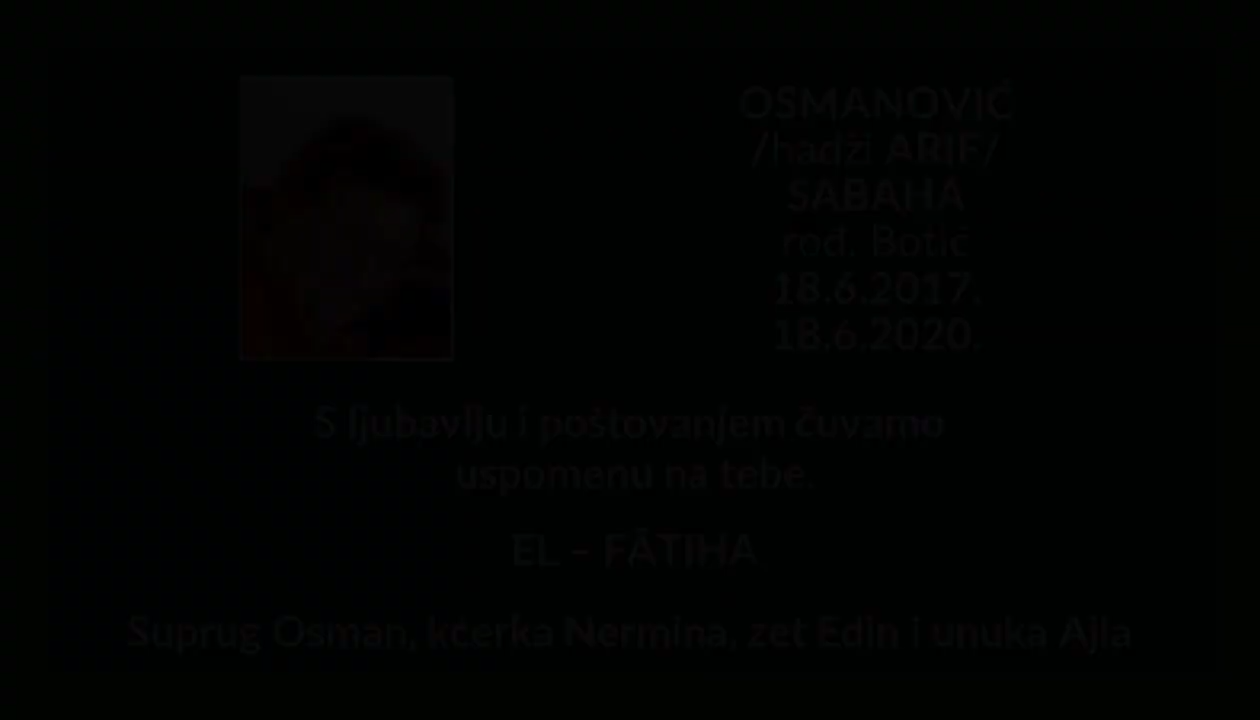 OSMANOVIĆ
/hadži ARIF/
SABAHA
rođ. Botić
18.6.2017.
18.6.2020.
S ljubavlju i poštovanjem čuvamo
uspomenu na tebe.
EL – FĀTIHA
Suprug Osman, kćerka Nermina, zet Edin i unuka Ajla